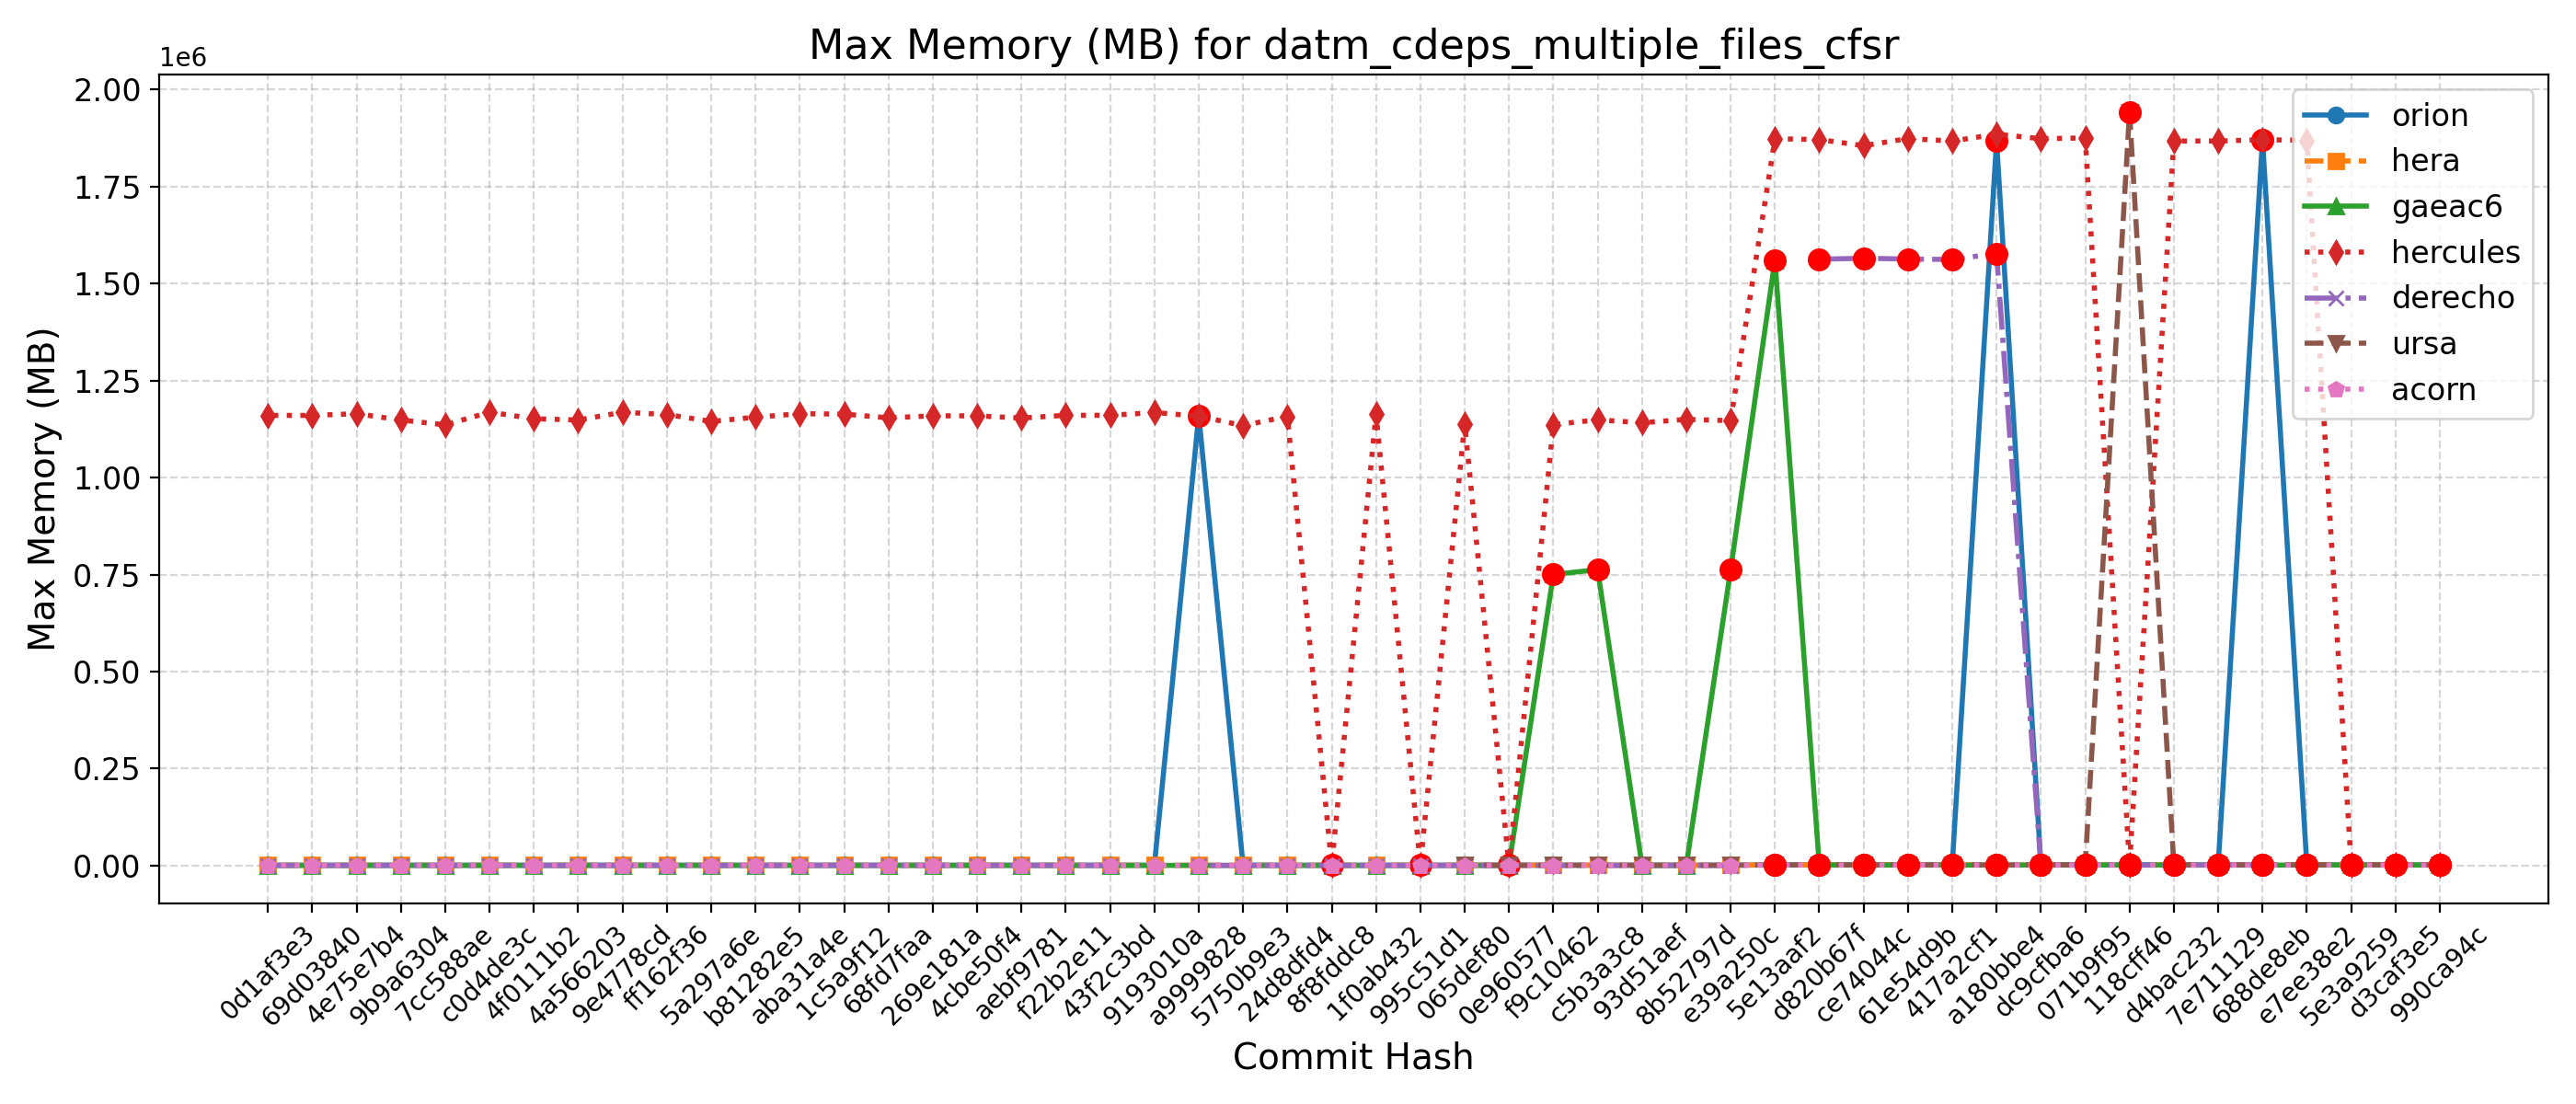 Max Memory (MB) for datm_cdeps_multiple_files_cfsr
1e6
2.00
1.75
1.50
1.25
1.00
0.75
0.50
0.25
0.00
Max Memory (MB)
orion
hera
gaeac6
hercules
derecho
ursa
acorn
0d1af3e3
69d03840
4e75e7b4
9b9a6304
7cc588ae
c0d4de3c
4f0111b2
4a566203
9e4778cd
ff162f36
5a297a6e
b81282e5
aba31a4e
1c5a9f12
68fd7faa
269e181a
4cbe50f4
aebf9781
f22b2e11
43f2c3bd
9193010a
a9999828
5750b9e3
24d8dfd4
8f8fddc8
1f0ab432
995c51d1
065def80
0e960577
f9c10462
c5b3a3c8
93d51aef
8b52797d
e39a250c
5e13aaf2
d820b67f
ce74044c
61e54d9b
417a2cf1
a180bbe4
dc9cfba6
071b9f95
118cff46
d4bac232
7e711129
688de8eb
e7ee38e2
5e3a9259
d3caf3e5
990ca94c
Commit Hash